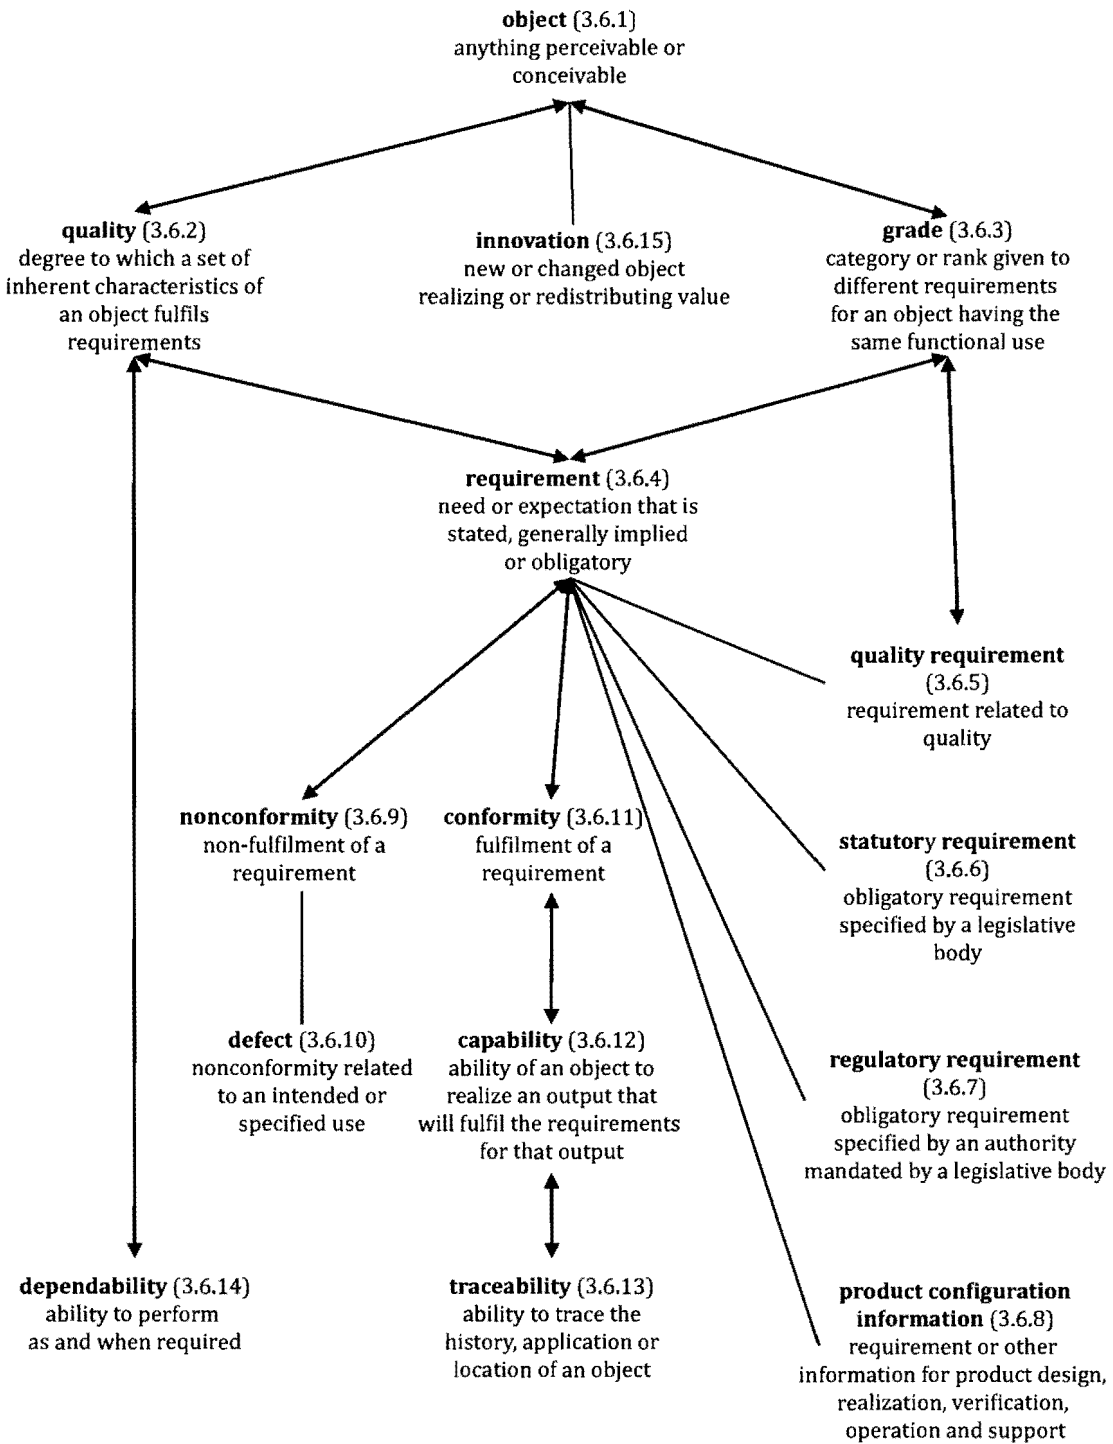 object (3.6.1)
anything perceivable or
conceivable
quality (3.6.2)
degree to which a set of
inherent characteristics of
an object fulfils
requirements
innovation (3.6.15)
new or changed object
realizing or redistributing value
grade (3.6.3)
category or rank given to
different requirements
for an object having the
same functional use
requirement (3.6.4)
need or expectation that is
stated, generally implied
or obligatory
quality requirement
(3.6.5)
requirement related to
quality
nonconformity (3.6.9)
non-fulfilment of a
requirement
conformity (3.6.11)
fulfilment of a
requirement
statutory requirement
(3.6.6)
obligatory requirement
specified by a legislative
body
defect (3.6.10)
nonconformity related
to an intended or
specified use
capability (3.6.12)
ability of an object to
realize an output that
will fulfil the requirements
for that output
regulatory requirement
(3.6.7)
obligatory requirement
specified by an authority
mandated by a legislative body
dependability (3.6.14)
ability to perform
as and when required
traceability (3.6.13)
ability to trace the
history, application or
location of an object
product configuration
information (3.6.8)
requirement or other
information for product design,
realization, verification,
operation and support